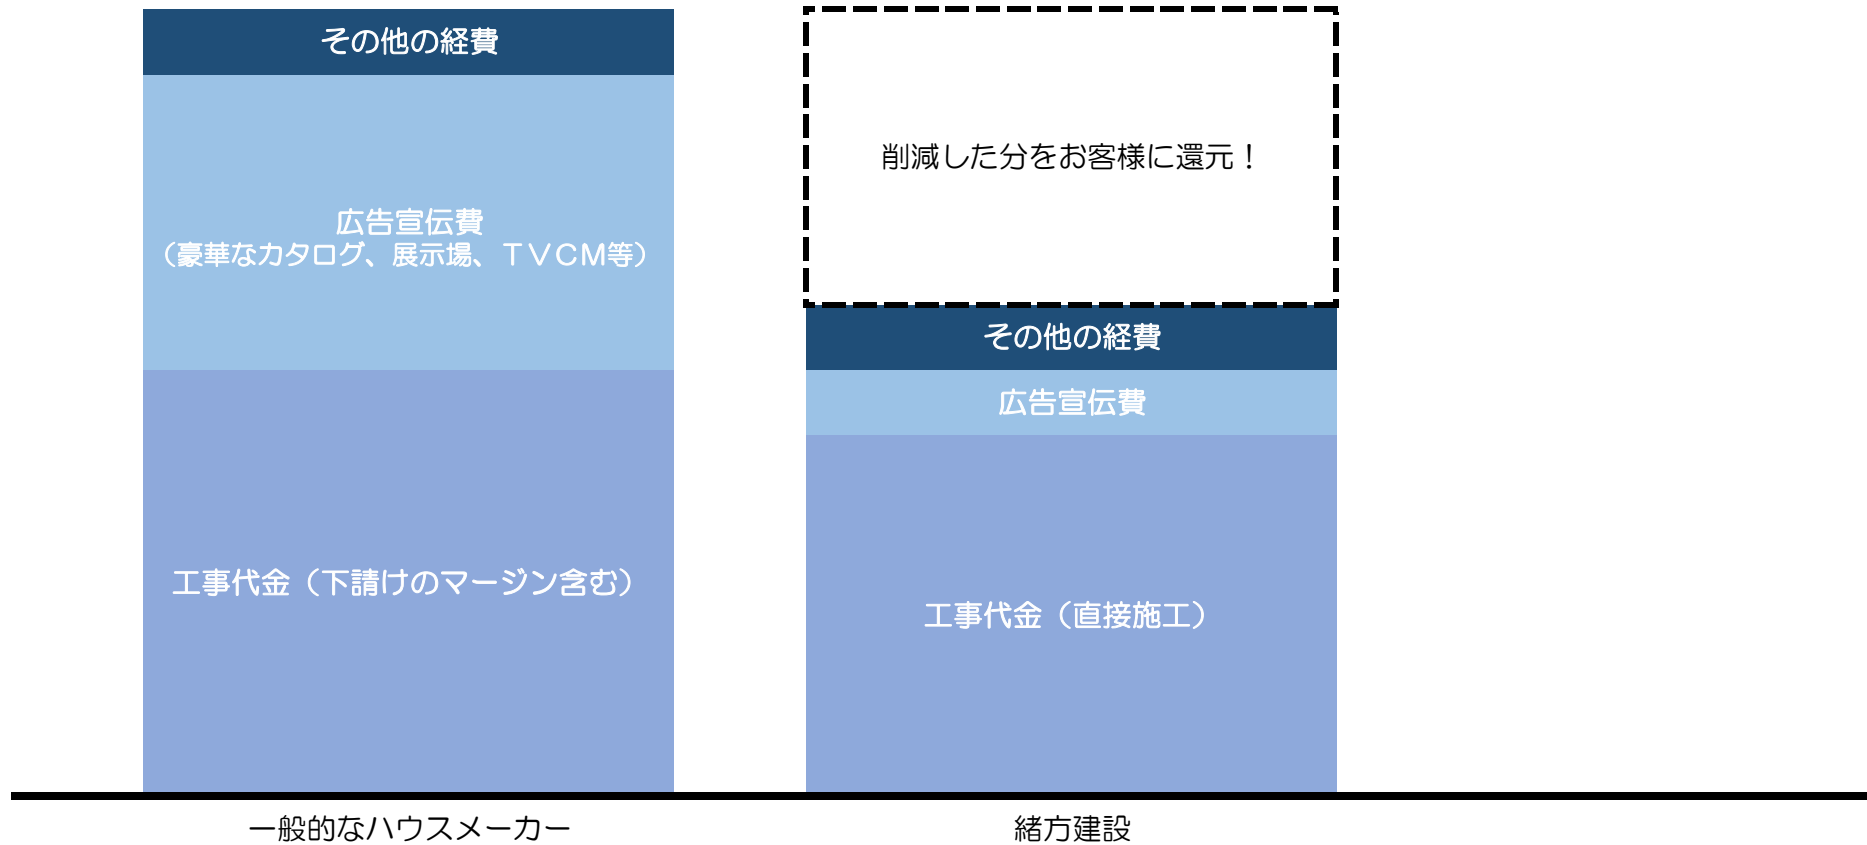 その他の経費
広告宣伝費
（豪華なカタログ、展示場、ＴＶＣＭ等）
工事代金（下請けのマージン含む）
一般的なハウスメーカー
削減した分をお客様に還元！
その他の経費
広告宣伝費
工事代金（直接施工）
緒方建設